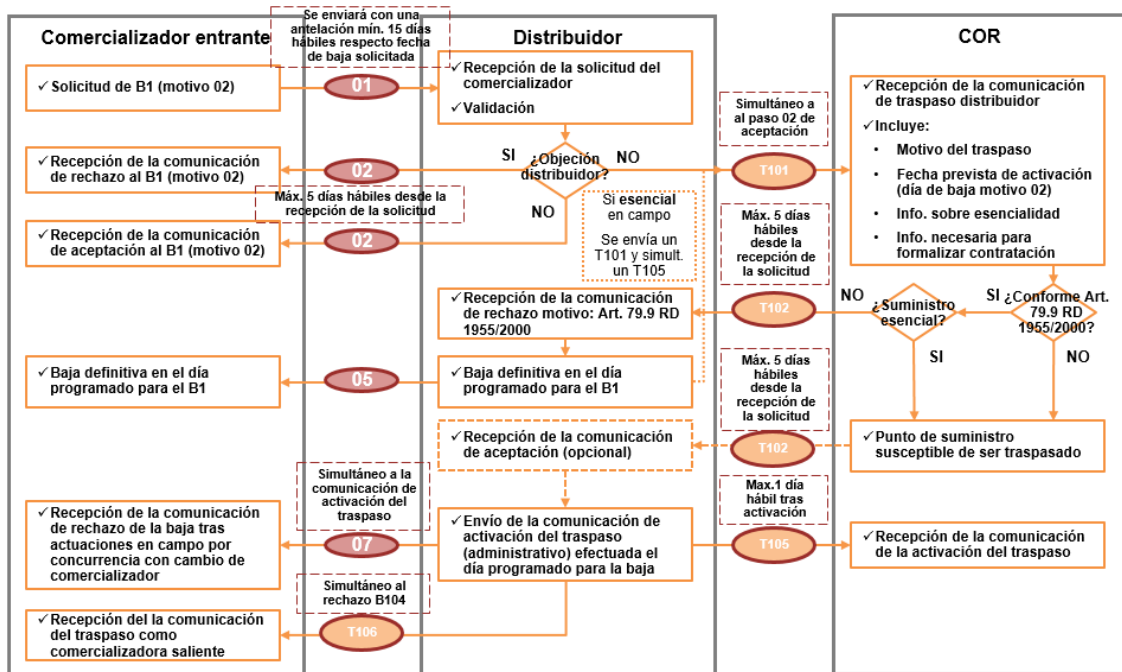 Comercializador entrante
Se enviará con una
antelación mín. 15 días
hábiles respecto fecha
de baja solicitada
Distribuidor
COR
✓ Solicitud de B1 (motivo 02)
01
✓ Recepción de la solicitud del
comercializador
✓ Validación
Simultáneo a
al paso 02 de
aceptación
✓ Recepción de la comunicación
de traspaso distribuidor
✓ Incluye:
• Motivo del traspaso
• Fecha prevista de activación
(día de baja motivo 02)
• Info. sobre esencialidad
• Info. necesaria para
formalizar contratación
✓ Recepción de la comunicación
de rechazo al B1 (motivo 02)
02
SI
¿Objeción
distribuidor?
NO
T101
NO
Máx. 5 días hábiles desde la
recepción de la solicitud
✓ Recepción de la comunicación
de aceptación al B1 (motivo 02)
02
Si esencial
en campo
Se envía un
T101 y simult.
un T105
Máx. 5 días
hábiles
desde la
recepción de
la solicitud
✓ Recepción de la comunicación
de rechazo motivo: Art. 79.9 RD
1955/2000
T102
NO
¿Suministro
esencial?
SI
SI
¿Conforme Art.
79.9 RD
1955/2000?
NO
✓ Baja definitiva en el día
programado para el B1
05
✓ Baja definitiva en el día
programado para el B1
Máx. 5 días
hábiles
desde la
recepción de
la solicitud
✓ Recepción de la comunicación
de aceptación (opcional)
T102
✓ Punto de suministro
susceptible de ser traspasado
Simultáneo a la
comunicación de
activación del
traspaso
Max.1 día
hábil tras
activación
✓ Recepción de la comunicación
de rechazo de la baja tras
actuaciones en campo por
concurrencia con cambio de
comercializador
07
✓ Envío de la comunicación de
activación del traspaso
(administrativo) efectuada el
día programado para la baja
T105
✓ Recepción de la comunicación
de la activación del traspaso
Simultáneo al
rechazo B104
✓ Recepción del la comunicación
del traspaso como
comercializadora saliente
T106